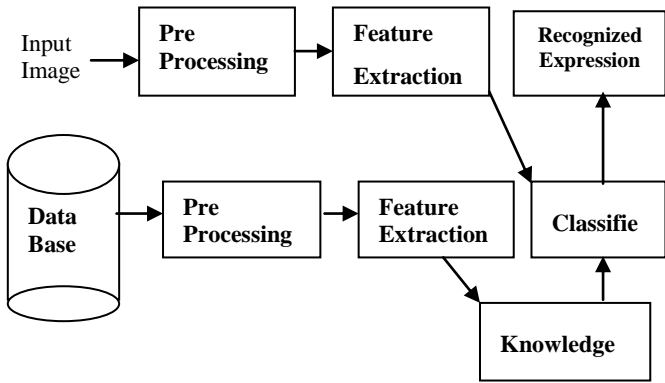 Input
Image
Pre
Processing
Feature
Extraction
Recognized
Expression
Data
Base
Pre
Processing
Feature
Extraction
Classifie
Knowledge